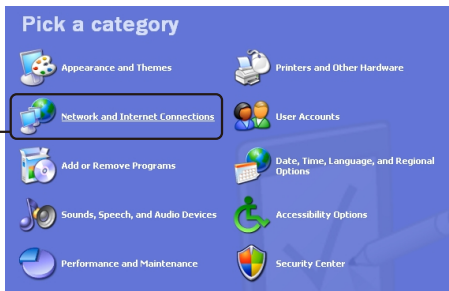 Pick a category
Appearance and Themes
Printers and Other Hardware
Network and Internet Connections
User Accounts
Add or Remove Programs
Date, Time, Language, and Regional
Options
Sounds, Speech, and Audio Devices
Accessibility Options
Performance and Maintenance
Security Center